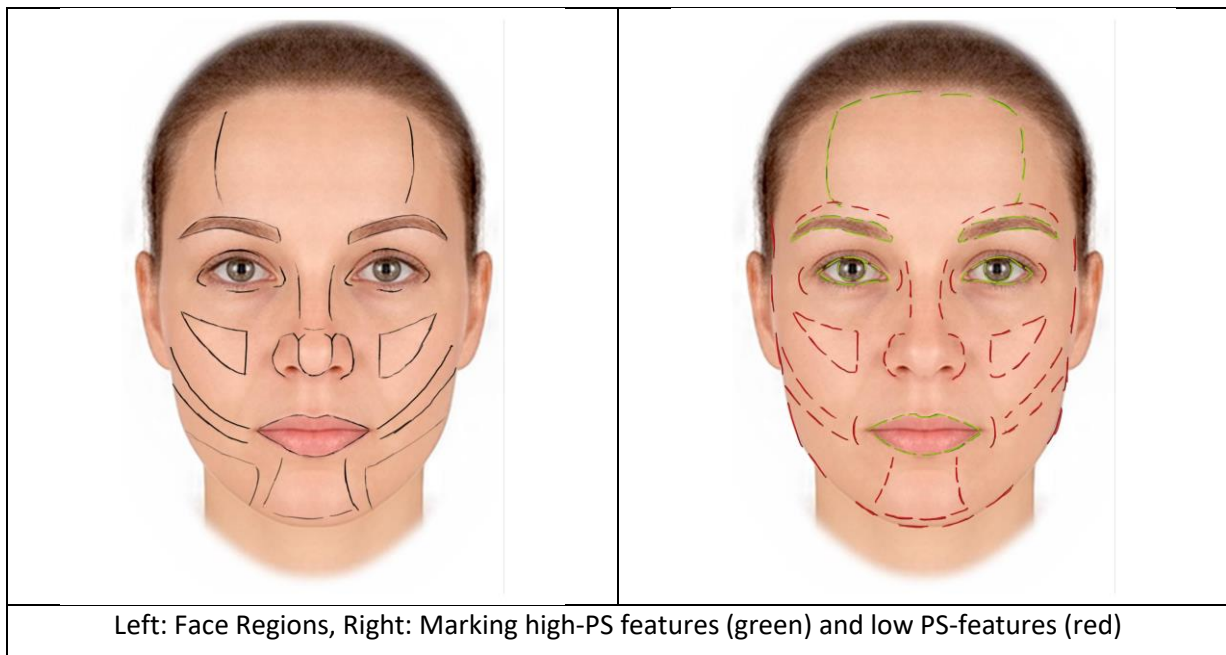 Left: Face Regions, Right: Marking high-PS features (green) and low PS-features (red)